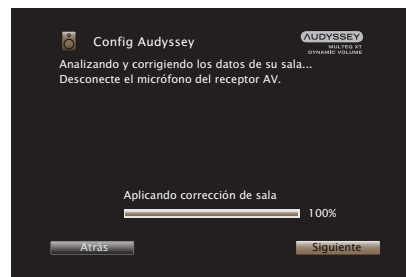 Config Audyssey
AUDYSSEY
MULTEQ XT
DYNAMIC VOLUME
Analizando y corrigiendo los datos de su sala...
Desconecte el micrófono del receptor AV.
Aplicando corrección de sala
100%
Atrás
Siguiente